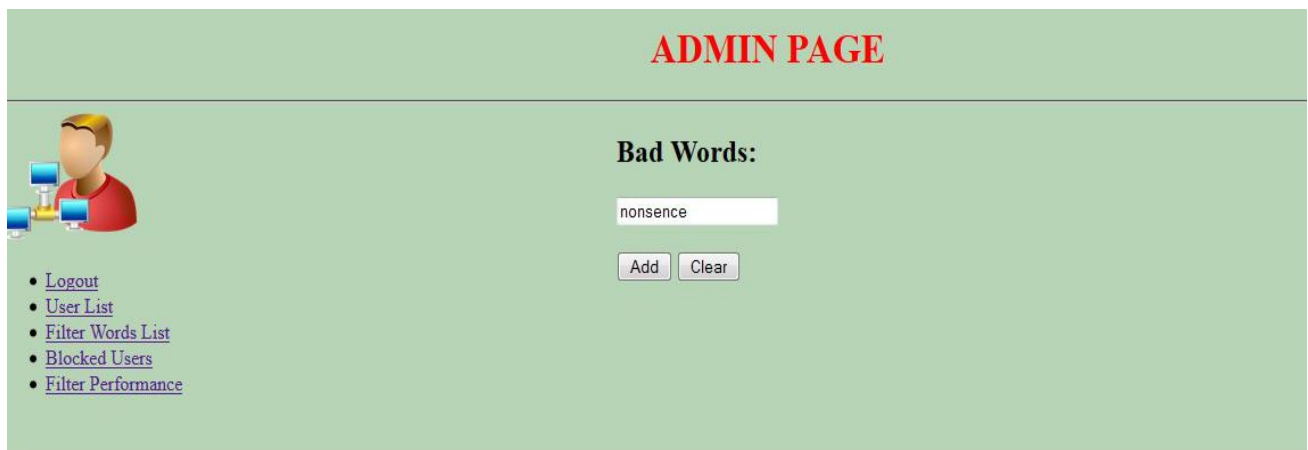 ADMIN PAGE
Logout
User List
Filter Words List
Blocked Users
Filter Performance
Bad Words:
nonsence
Add Clear